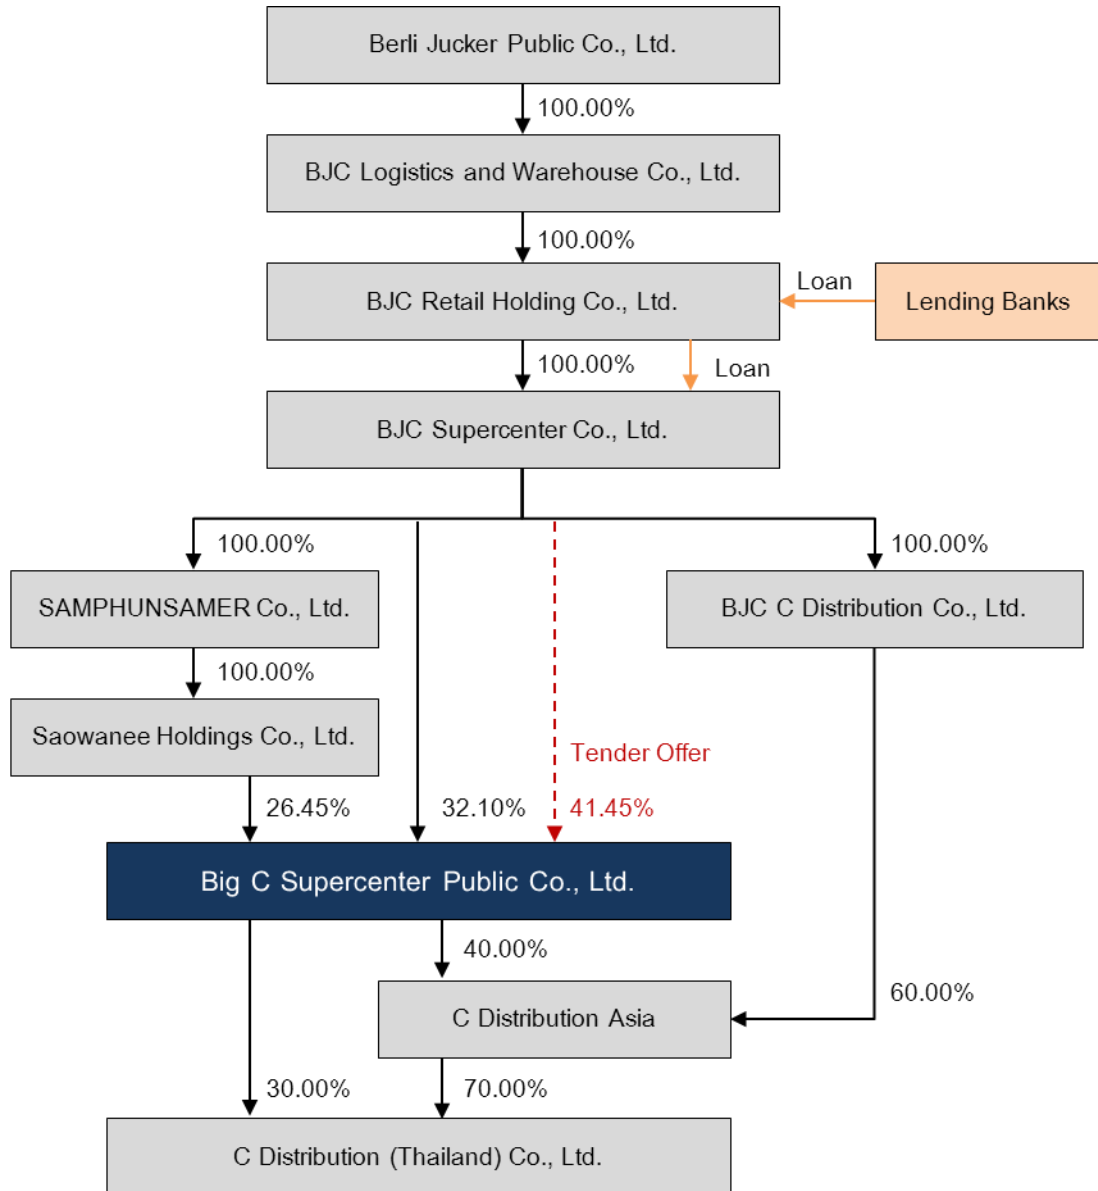 Berli Jucker Public Co., Ltd.
100.00%
BJC Logistics and Warehouse Co., Ltd.
100.00%
BJC Retail Holding Co., Ltd.
Loan
Lending Banks
100.00%
Loan
BJC Supercenter Co., Ltd.
100.00%
100.00%
SAMPHUNSAMER Co., Ltd.
BJC C Distribution Co., Ltd.
100.00%
Saowanee Holdings Co., Ltd.
Tender Offer
26.45%
32.10%
41.45%
Big C Supercenter Public Co., Ltd.
40.00%
60.00%
C Distribution Asia
30.00%
70.00%
C Distribution (Thailand) Co., Ltd.